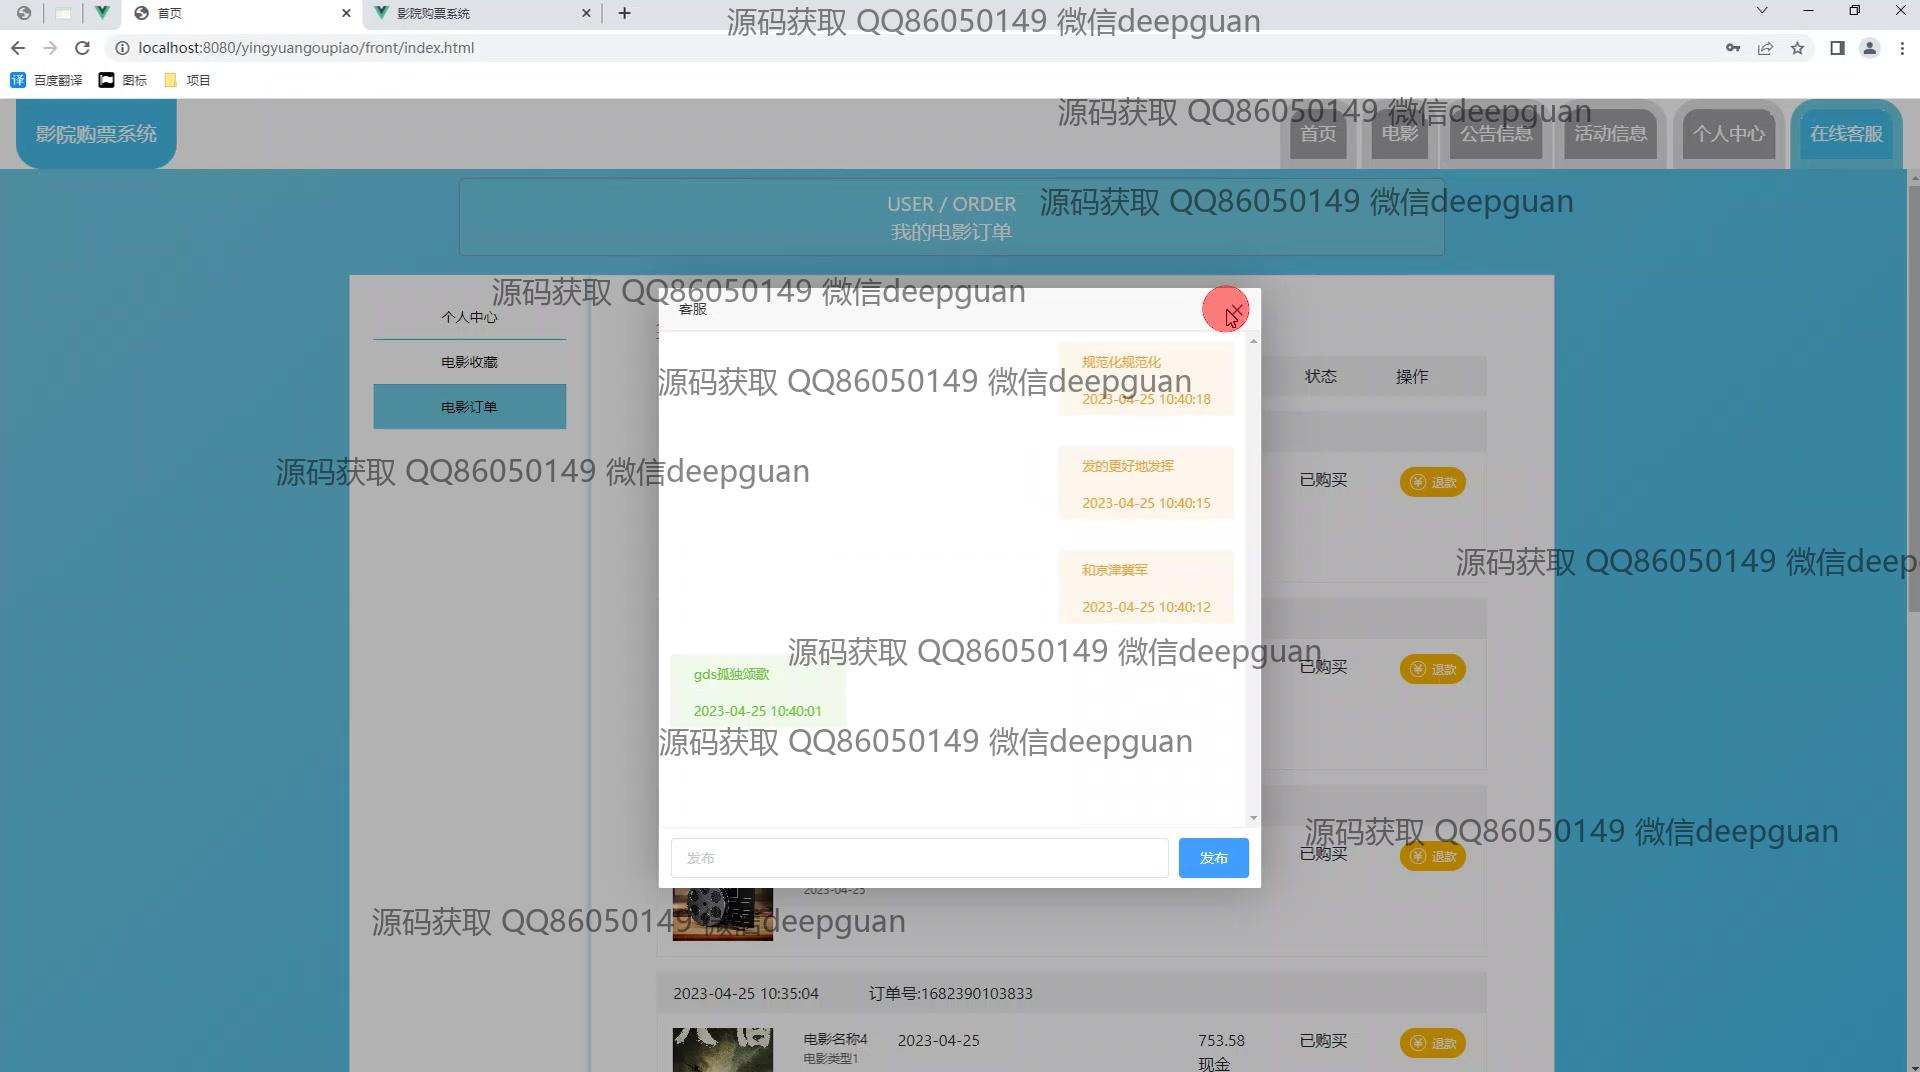 首页
影院购票系统
源码获取 QQ86050149 微信deepguan
localhost:8080/yingyuangoupiao/front/index.html
百度翻译
图标
项目
源码获取 QQ86050149 微信deepguan
影院购票系统
首页
电影
公告信息
活动信息
个人中心
在线客服
USER / ORDER
源码获取 QQ86050149 微信deepguan
我的电影订单
源码获取 QQ86050149 微信deepguan
客服
个人中心
电影收藏
电影订单
规范化规范化
源码获取 QQ86050149 微信deepguan
2023-04-25 10:40:18
状态
操作
发的更好地发挥
源码获取 QQ86050149 微信deepguan
2023-04-25 10:40:15
已购买
退款
源码获取 QQ86050149 微信deep
和京津冀军
2023-04-25 10:40:12
源码获取 QQ86050149 微信deepguan
已购买
退款
gds孤独颂歌
2023-04-25 10:40:01
源码获取 QQ86050149 微信deepguan
源码获取 QQ86050149 微信deepguan
已购买
退款
发布
发布
2023-04-25
源码获取 QQ86050149 微信deepguan
2023-04-25 10:35:04
订单号:1682390103833
电影名称4
2023-04-25
753.58
已购买
退款
电影类型1
现金